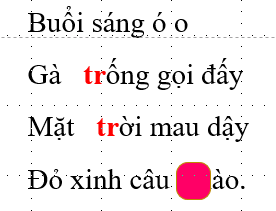 Buổi sáng ó o
Gà trống gọi đấy
Mặt trời mau dậy
Đỏ xinh câu ào.